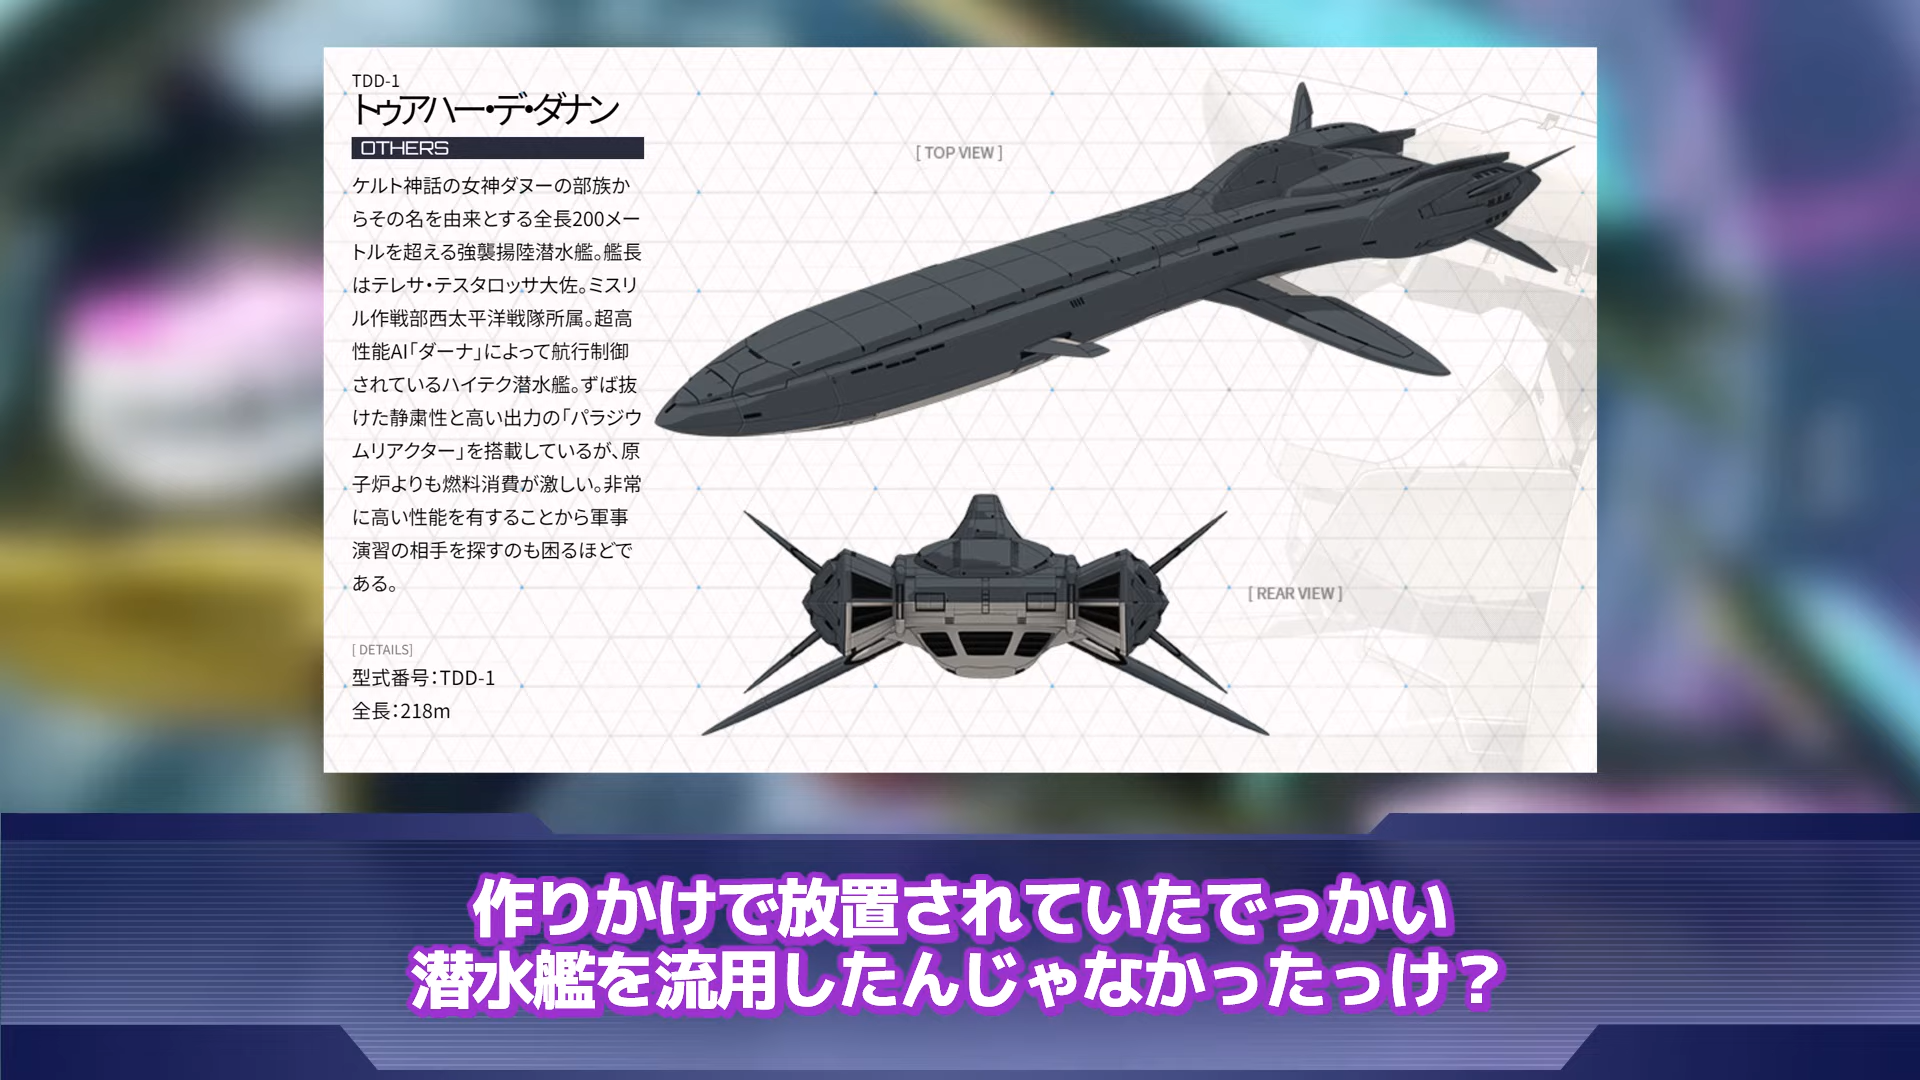 TDD-1
トゥアハー・デ・ダナン
OTHERS
ケルト神話の女神ダヌーの部族か
らその名を由来とする全長200メー
トルを超える強襲揚陸潜水艦。艦長
はテレサ・テスタロッサ大佐。ミスリ
ル作戦部西太平洋戦隊所属。超高
性能AI「ダーナ」によって航行制御
されているハイテク潜水艦。ずば抜
けた静粛性と高い出力の「パラジウ
ムリアクター」を搭載しているが、原
子炉よりも燃料消費が激しい。非常
に高い性能を有することから軍事
演習の相手を探すのも困るほどで
ある。
[ DETAILS]
型式番号：TDD-1
全長：218m
[ TOP VIEW ]
[ REAR VIEW ]
作りかけで放置されていたでっかい
潜水艦を流用したんじゃなかったっけ？